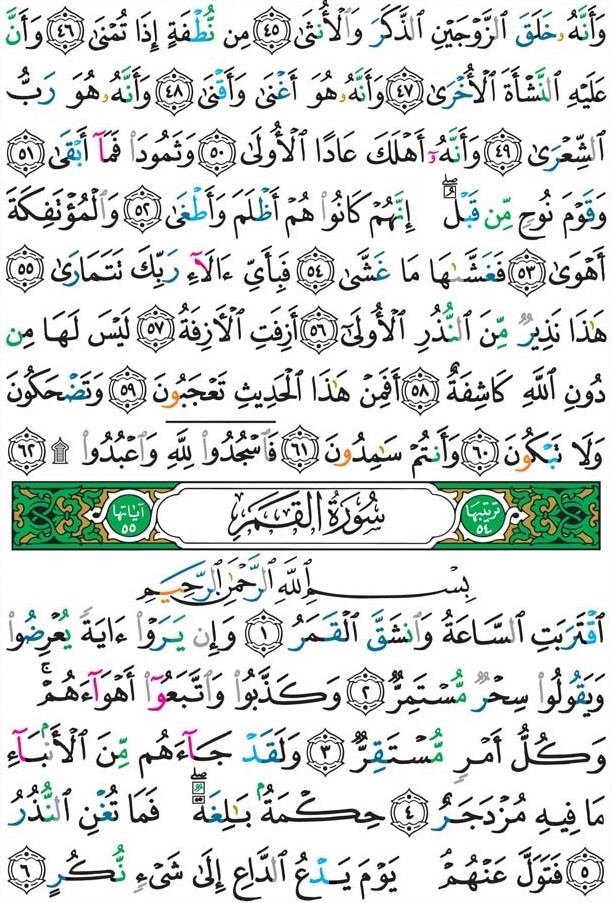 وَأَنَّهُۥ خَلَقَ ٱلزَّوۡجَيۡنِ ٱلذَّكَرَ وَٱلۡأُنثَىٰ ٤٥ مِن نُّطۡفَةٍ إِذَا تُمۡنَىٰ ٤٦ وَأَنَّ
عَلَيۡهِ ٱلنَّشۡأَةَ ٱلۡأُخۡرَىٰ ٤٧ وَأَنَّهُۥ هُوَ أَغۡنَىٰ وَأَقۡنَىٰ ٤٨ وَأَنَّهُۥ هُوَ رَبُّ
ٱلشِّعۡرَىٰ ٤٩ وَأَنَّهُۥٓ أَهۡلَكَ عَادًا ٱلۡأُولَىٰ ٥٠ وَثَمُودَاْ فَمَآ أَبۡقَىٰ ٥١
وَقَوۡمَ نُوحٖ مِّن قَبۡلُۖ إِنَّهُمۡ كَانُواْ هُمۡ أَظۡلَمَ وَأَطۡغَىٰ ٥٢ وَٱلۡمُؤۡتَفِكَةَ
أَهۡوَىٰ ٥٣ فَغَشَّىٰهَا مَا غَشَّىٰ ٥٤ فَبِأَيِّ ءَالَآءِ رَبِّكَ تَتَمَارَىٰ ٥٥
هَٰذَا نَذِيرٞ مِّنَ ٱلنُّذُرِ ٱلۡأُولَىٰٓ ٥٦ أَزِفَتِ ٱلۡأٓزِفَةُ ٥٧ لَيۡسَ لَهَا مِن
دُونِ ٱللَّهِ كَاشِفَةٌ ٥٨ أَفَمِنۡ هَٰذَا ٱلۡحَدِيثِ تَعۡجَبُونَ ٥٩ وَتَضۡحَكُونَ
وَلَا تَبۡكُونَ ٦٠ وَأَنتُمۡ سَٰمِدُونَ ٦١ فَٱسۡجُدُواْ لِلَّهِ وَٱعۡبُدُواْ ۩ ٦٢
ترتيبها ٥٤ سُورَةُ القَمَرِ آياتها ٥٥
بِسۡمِ ٱللَّهِ ٱلرَّحۡمَٰنِ ٱلرَّحِيمِ
ٱقۡتَرَبَتِ ٱلسَّاعَةُ وَٱنشَقَّ ٱلۡقَمَرُ ١ وَإِن يَرَوۡاْ ءَايَةٗ يُعۡرِضُواْ
وَيَقُولُواْ سِحۡرٞ مُّسۡتَمِرّٞ ٢ وَكَذَّبُواْ وَٱتَّبَعُوٓاْ أَهۡوَآءَهُمۡۚ
وَكُلُّ أَمۡرٖ مُّسۡتَقِرّٞ ٣ وَلَقَدۡ جَآءَهُم مِّنَ ٱلۡأَنۢبَآءِ
مَا فِيهِ مُزۡدَجَرٌ ٤ حِكۡمَةُۢ بَٰلِغَةٞۖ فَمَا تُغۡنِ ٱلنُّذُرُ
٥ فَتَوَلَّ عَنۡهُمۡۘ يَوۡمَ يَدۡعُ ٱلدَّاعِ إِلَىٰ شَيۡءٖ نُّكُرٍ ٦